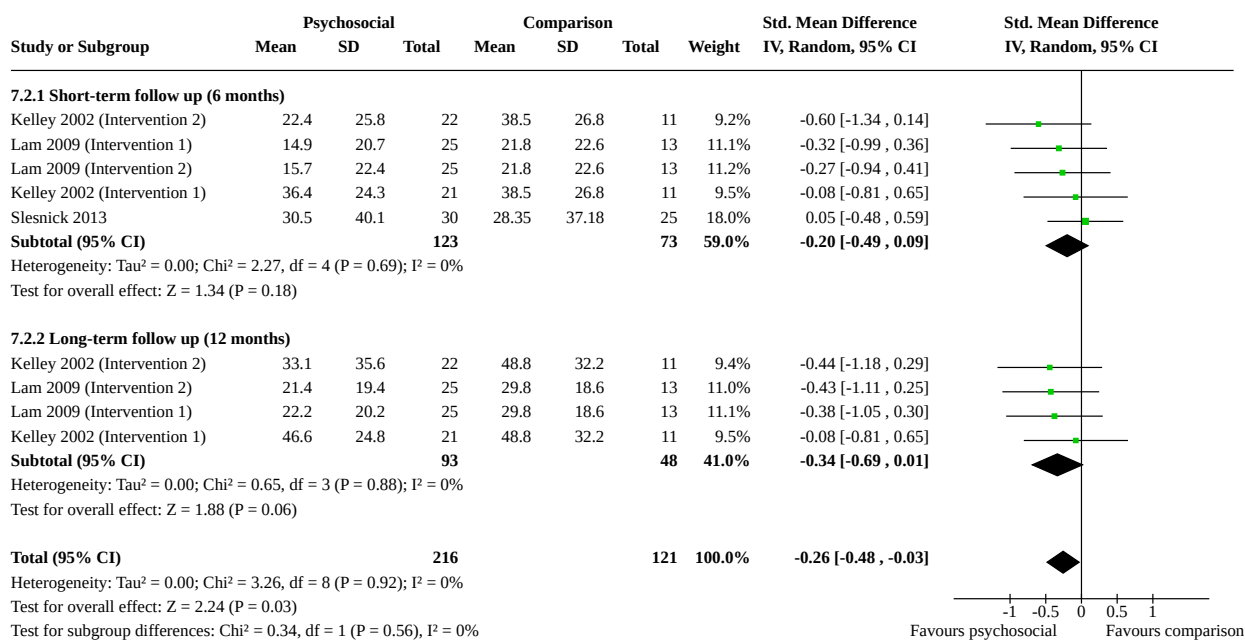 Psychosocial Comparison Std. Mean Difference Std. Mean Difference
Study or Subgroup Mean SD Total Mean SD Total Weight IV, Random, 95% CI IV, Random, 95% CI
7.2.1 Short-term follow up (6 months)
Kelley 2002 (Intervention 2) 22.4 25.8 22 38.5 26.8 11 9.2% -0.60 [-1.34 , 0.14]
Lam 2009 (Intervention 1) 14.9 20.7 25 21.8 22.6 13 11.1% -0.32 [-0.99 , 0.36]
Lam 2009 (Intervention 2) 15.7 22.4 25 21.8 22.6 13 11.2% -0.27 [-0.94 , 0.41]
Kelley 2002 (Intervention 1) 36.4 24.3 21 38.5 26.8 11 9.5% -0.08 [-0.81 , 0.65]
Slesnick 2013 30.5 40.1 30 28.35 37.18 25 18.0% 0.05 [-0.48 , 0.59]
Subtotal (95% CI) 123 73 59.0% -0.20 [-0.49 , 0.09]
Heterogeneity: Tau² = 0.00; Chi² = 2.27, df = 4 (P = 0.69); I² = 0%
Test for overall effect: Z = 1.34 (P = 0.18)
7.2.2 Long-term follow up (12 months)
Kelley 2002 (Intervention 2) 33.1 35.6 22 48.8 32.2 11 9.4% -0.44 [-1.18 , 0.29]
Lam 2009 (Intervention 2) 21.4 19.4 25 29.8 18.6 13 11.0% -0.43 [-1.11 , 0.25]
Lam 2009 (Intervention 1) 22.2 20.2 25 29.8 18.6 13 11.1% -0.38 [-1.05 , 0.30]
Kelley 2002 (Intervention 1) 46.6 24.8 21 48.8 32.2 11 9.5% -0.08 [-0.81 , 0.65]
Subtotal (95% CI) 93 48 41.0% -0.34 [-0.69 , 0.01]
Heterogeneity: Tau² = 0.00; Chi² = 0.65, df = 3 (P = 0.88); I² = 0%
Test for overall effect: Z = 1.88 (P = 0.06)
Total (95% CI) 216 121 100.0% -0.26 [-0.48 , -0.03]
Heterogeneity: Tau² = 0.00; Chi² = 3.26, df = 8 (P = 0.92); I² = 0%
Test for overall effect: Z = 2.24 (P = 0.03) -1 -0.5 0 0.5 1
Test for subgroup differences: Chi² = 0.34, df = 1 (P = 0.56), I² = 0% Favours psychosocial Favours comparison